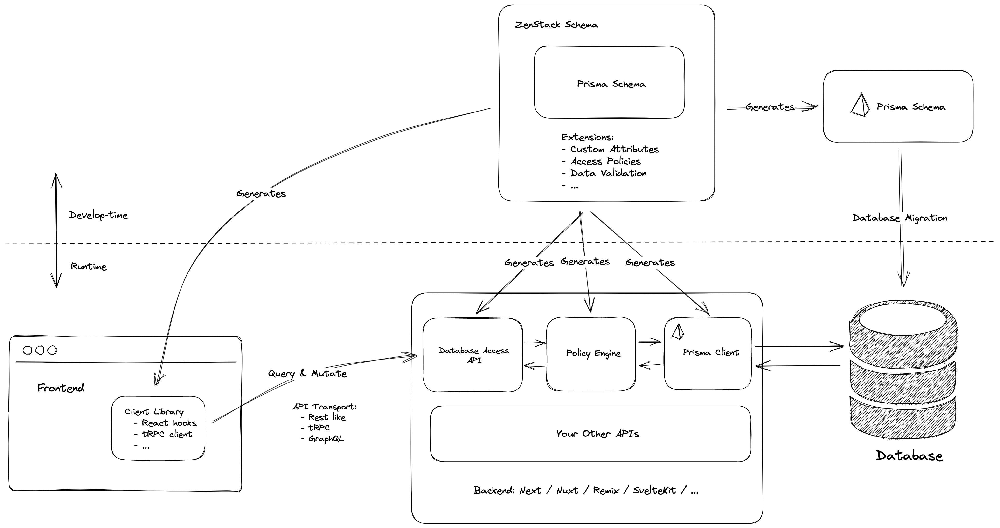 ZenStack Schema
Prisma Schema
Extensions:
- Custom Attributes
- Access Policies
- Data Validation
- ...
Generates
Prisma Schema
Generates
Develop-time
Runtime
Database Migration
Generates
Generates
Generates
Frontend
Client Library
- React hooks
- tRPC client
- ...
Query & Mutate
API Transport:
- Rest like
- tRPC
- GraphQL
Database Access
API
Policy Engine
Prisma Client
Your Other APIs
Backend: Next / Nuxt / Remix / SvelteKit / ...
Database